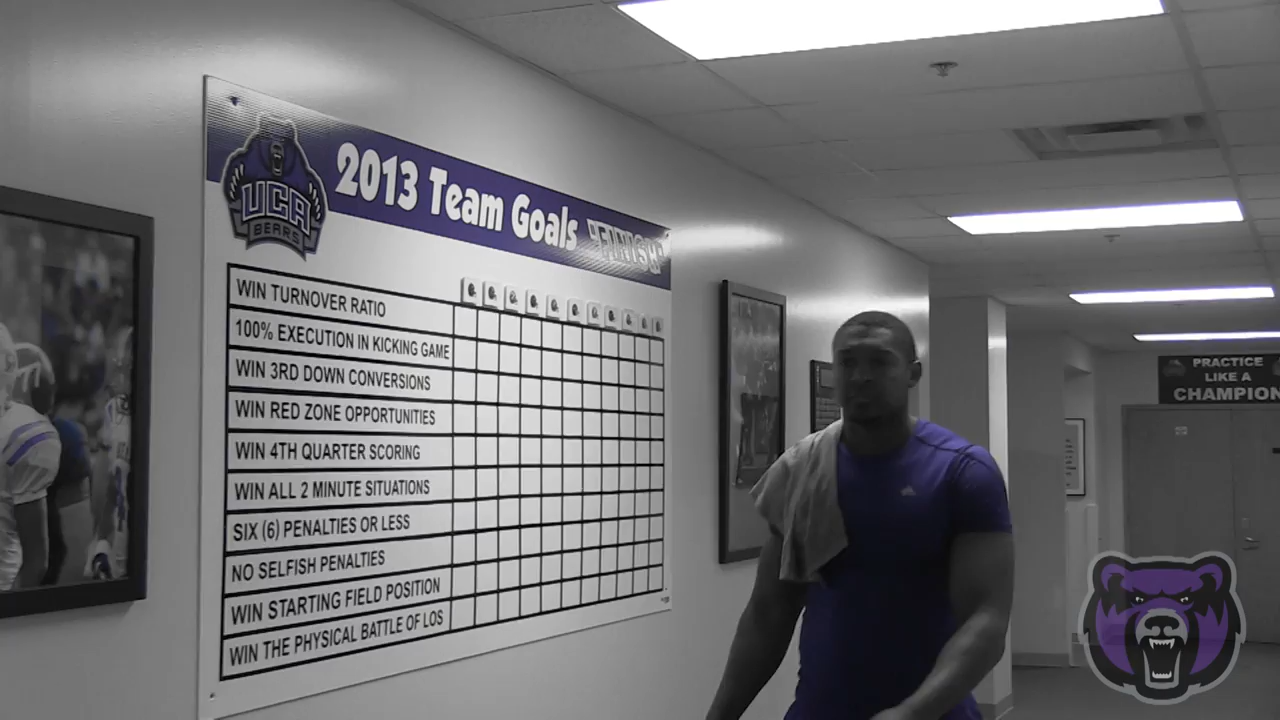 2013 Team Goals "FINISH"
UCA
BEARS
WIN TURNOVER RATIO
100% EXECUTION IN KICKING GAME
WIN 3RD DOWN CONVERSIONS
WIN RED ZONE OPPORTUNITIES
WIN 4TH QUARTER SCORING
WIN ALL 2 MINUTE SITUATIONS
SIX (6) PENALTIES OR LESS
NO SELFISH PENALTIES
WIN STARTING FIELD POSITION
WIN THE PHYSICAL BATTLE OF LOS
PRACTICE
LIKE A
CHAMPION